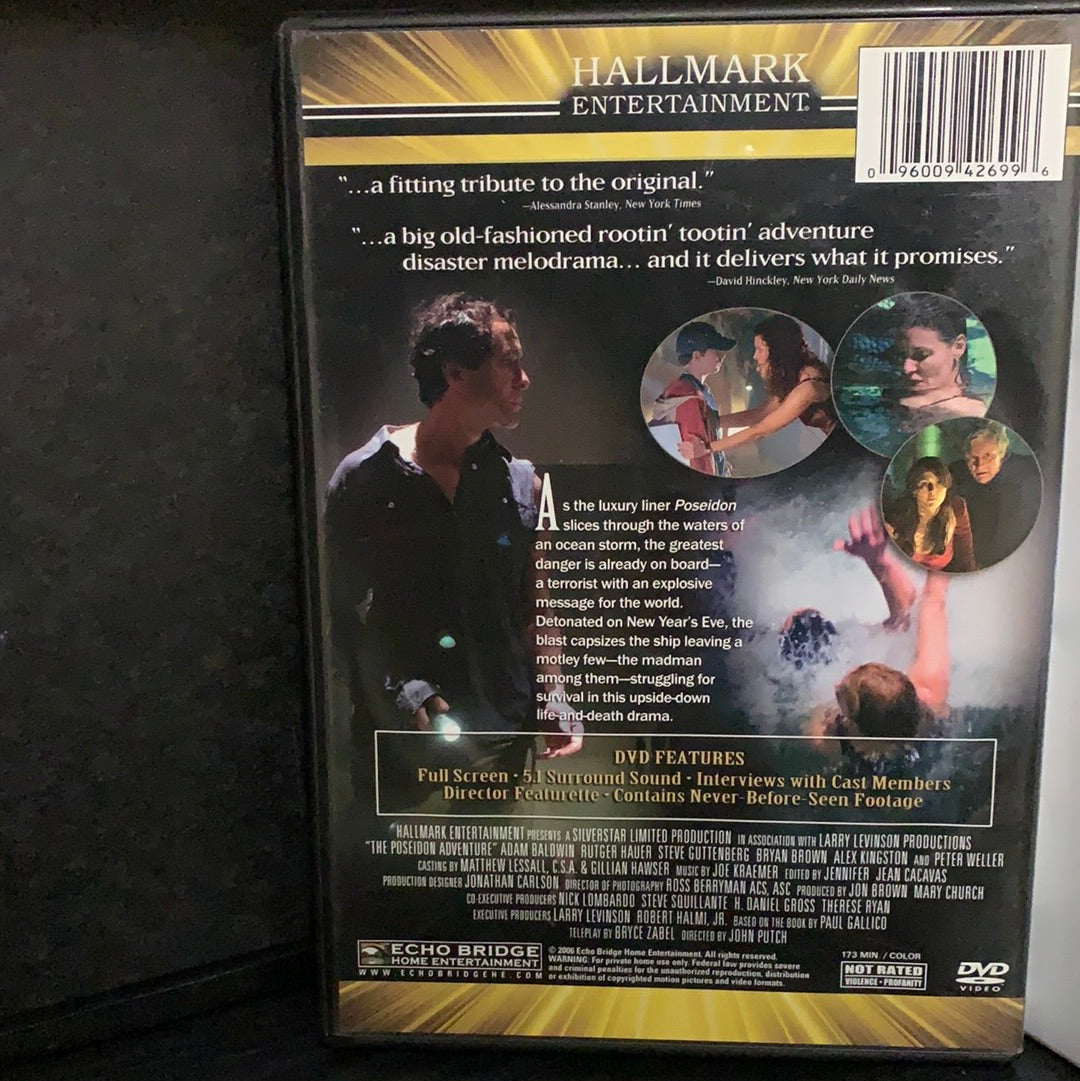 HALLMARK
ENTERTAINMENT®
0 96009 42699 6
"...a fitting tribute to the original."
—Alessandra Stanley, New York Times
"...a big old-fashioned rootin' tootin' adventure
disaster melodrama... and it delivers what it promises."
—David Hinckley, New York Daily News
As the luxury liner Poseidon
slices through the waters of
an ocean storm, the greatest
danger is already on board—
a terrorist with an explosive
message for the world.
Detonated on New Year's Eve, the
blast capsizes the ship leaving a
motley few—the madman
among them—struggling for
survival in this upside-down
life-and-death drama.
DVD FEATURES
Full Screen • 5.1 Surround Sound • Interviews with Cast Members
Director Featurette • Contains Never-Before-Seen Footage
HALLMARK ENTERTAINMENT PRESENTS A SILVERSTAR LIMITED PRODUCTION IN ASSOCIATION WITH LARRY LEVINSON PRODUCTIONS
"THE POSEIDON ADVENTURE" ADAM BALDWIN RUTGER HAUER STEVE GUTTENBERG BRYAN BROWN ALEX KINGSTON AND PETER WELLER
CASTING BY MATTHEW LESSALL, C.S.A. & GILLIAN HAWSER MUSIC BY JOE KRAEMER EDITED BY JENNIFER JEAN CACAVAS
PRODUCTION DESIGNER JONATHAN CARLSON DIRECTOR OF PHOTOGRAPHY ROSS BERRYMAN ACS, ASC PRODUCED BY JON BROWN MARY CHURCH
CO-EXECUTIVE PRODUCERS NICK LOMBARDO STEVE SQUILLANTE H. DANIEL GROSS THERESE RYAN
EXECUTIVE PRODUCERS LARRY LEVINSON ROBERT HALMI, JR. BASED ON THE BOOK BY PAUL GALLICO
TELEPLAY BY BRYCE ZABEL DIRECTED BY JOHN PUTCH
ECHO BRIDGE
HOME ENTERTAINMENT
WWW.ECHOBRIDGEHE.COM
© 2006 Echo Bridge Home Entertainment. All rights reserved.
WARNING: For private home use only. Federal law provides severe
and criminal penalties for the unauthorized reproduction, distribution
or exhibition of copyrighted motion pictures and video formats.
173 MIN. / COLOR
NOT RATED
VIOLENCE • PROFANITY
DVD
VIDEO